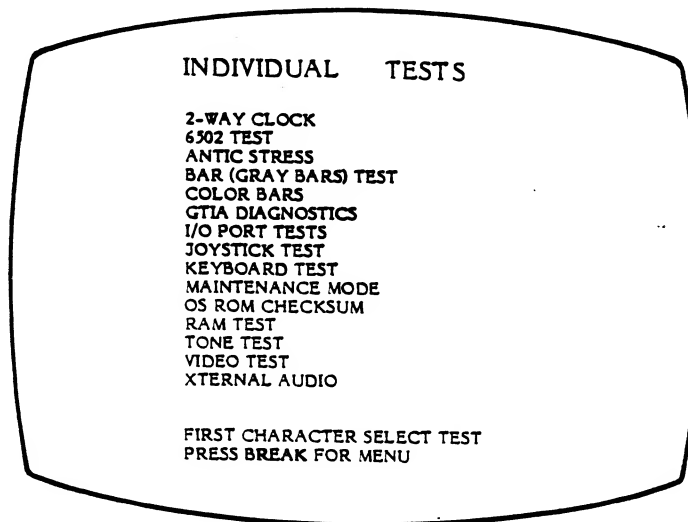 INDIVIDUAL TESTS
2-WAY CLOCK
6502 TEST
ANTIC STRESS
BAR (GRAY BARS) TEST
COLOR BARS
GTIA DIAGNOSTICS
I/O PORT TESTS
JOYSTICK TEST
KEYBOARD TEST
MAINTENANCE MODE
OS ROM CHECKSUM
RAM TEST
TONE TEST
VIDEO TEST
XTERNAL AUDIO
FIRST CHARACTER SELECT TEST
PRESS BREAK FOR MENU